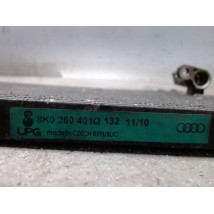 8K0 260 401Q 132 11/10
UPG
made in CZECH REPUBLIC